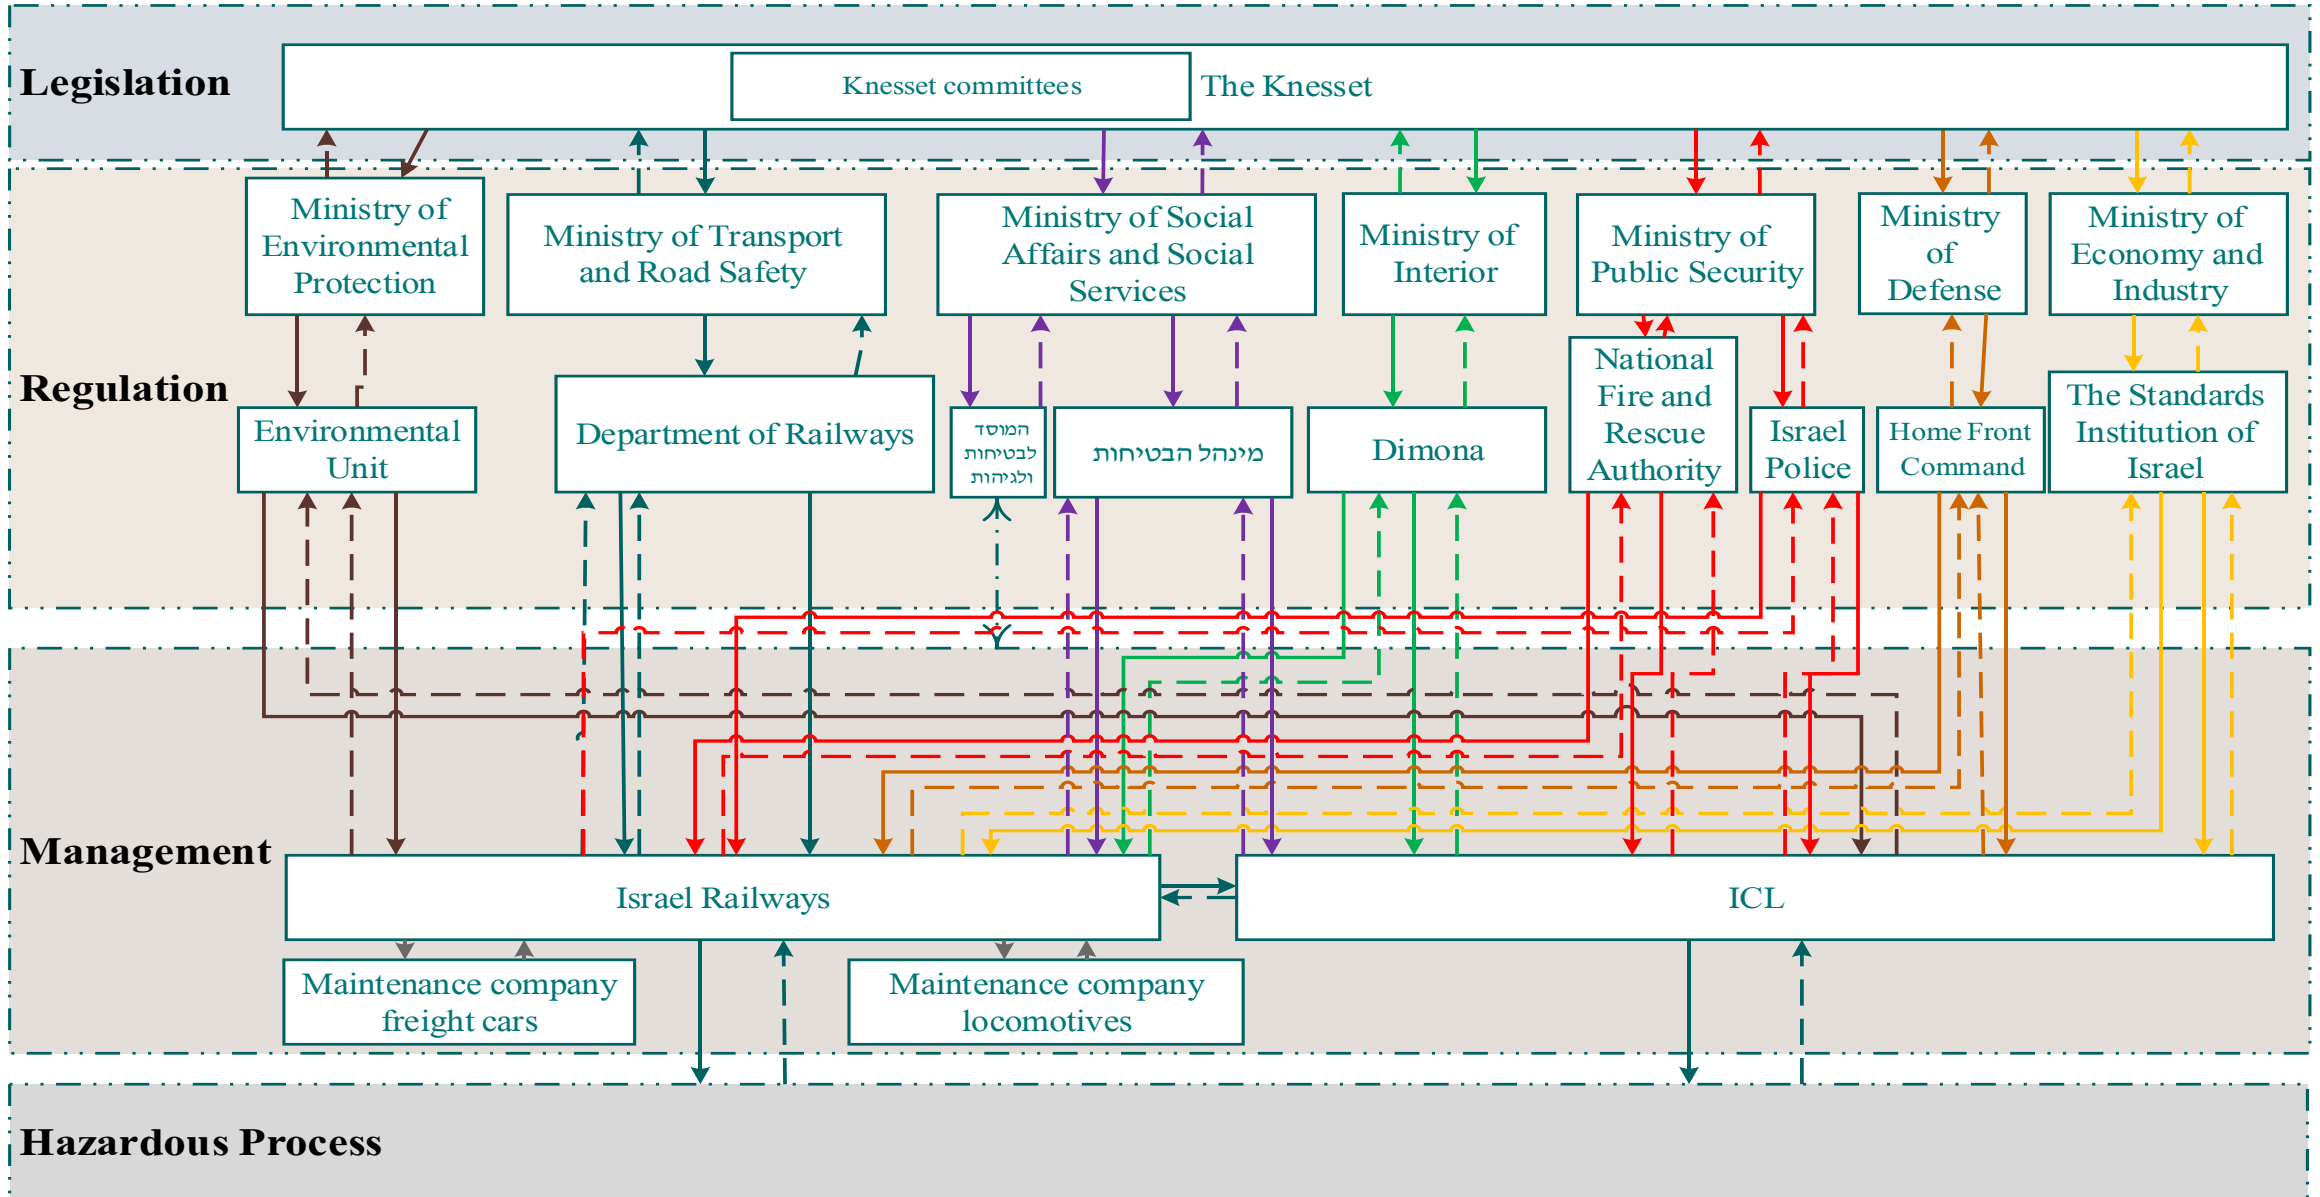 Legislation
Knesset committees
The Knesset
Ministry of
Environmental
Protection
Ministry of Transport
and Road Safety
Ministry of Social
Affairs and Social
Services
Ministry of
Interior
Ministry of
Public Security
Ministry
of
Defense
Ministry of
Economy and
Industry
Regulation
Environmental
Unit
Department of Railways
המוסד
לבטיחות
ולגיהות
מינהל הבטיחות
Dimona
National
Fire and
Rescue
Authority
Israel
Police
Home Front
Command
The Standards
Institution of
Israel
Management
Israel Railways
ICL
Maintenance company
freight cars
Maintenance company
locomotives
Hazardous Process